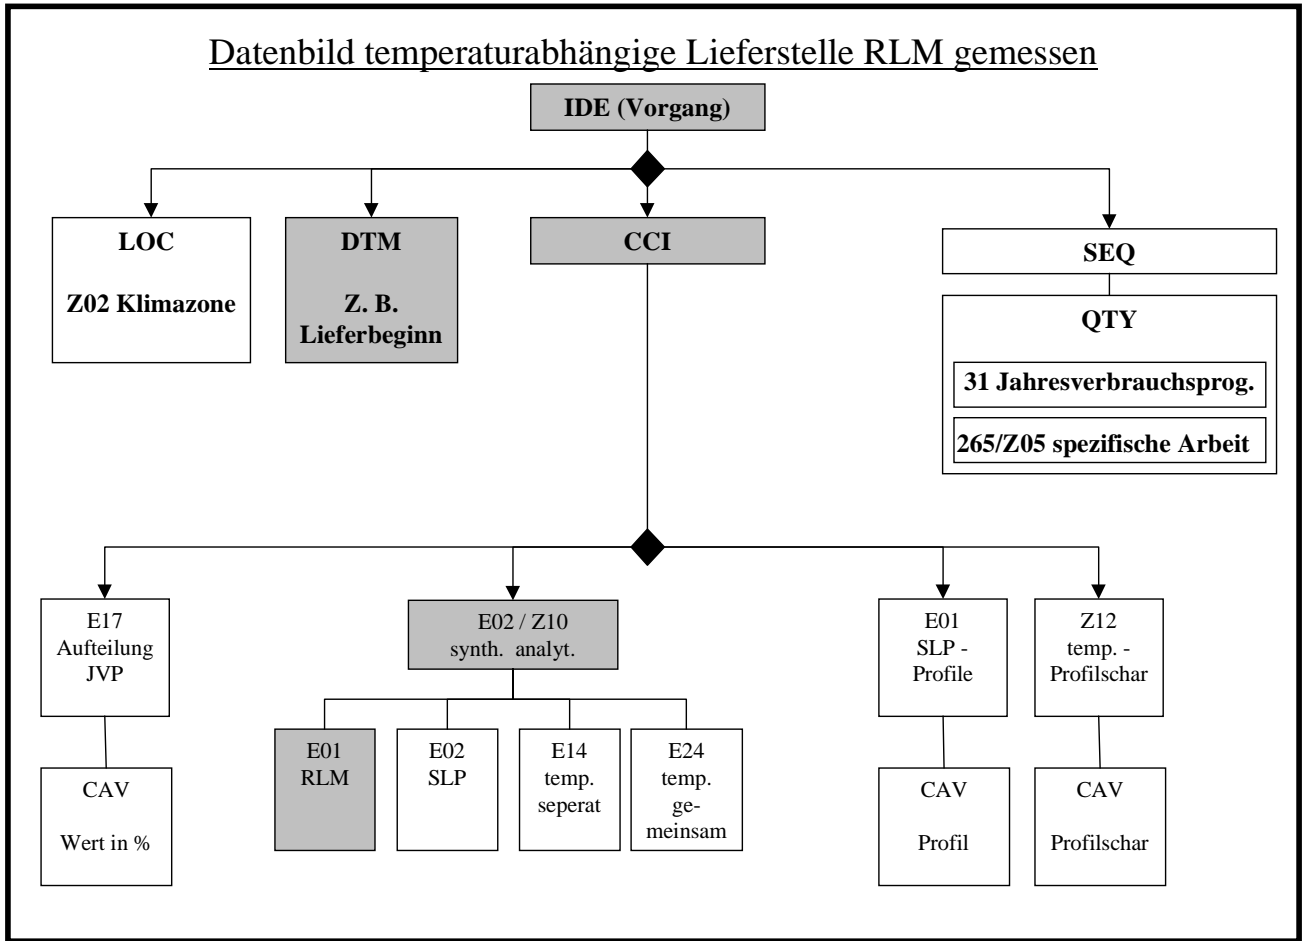 Datenbild temperaturabhängige Lieferstelle RLM gemessen
IDE (Vorgang)
LOC
Z02 Klimazone
DTM
Z. B.
Lieferbeginn
CCI
SEQ
QTY
31 Jahresverbrauchsprog.
265/Z05 spezifische Arbeit
E17
Aufteilung
JVP
E02 / Z10
synth. analyt.
E01
SLP -
Profile
Z12
temp. -
Profilschar
E01
RLM
E02
SLP
E14
temp.
seperat
E24
temp.
ge-
meinsam
CAV
Wert in %
CAV
Profil
CAV
Profilschar